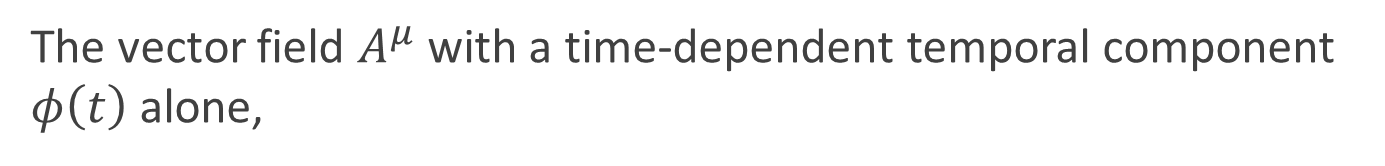 The vector field A^μ with a time-dependent temporal component
ϕ(t) alone,